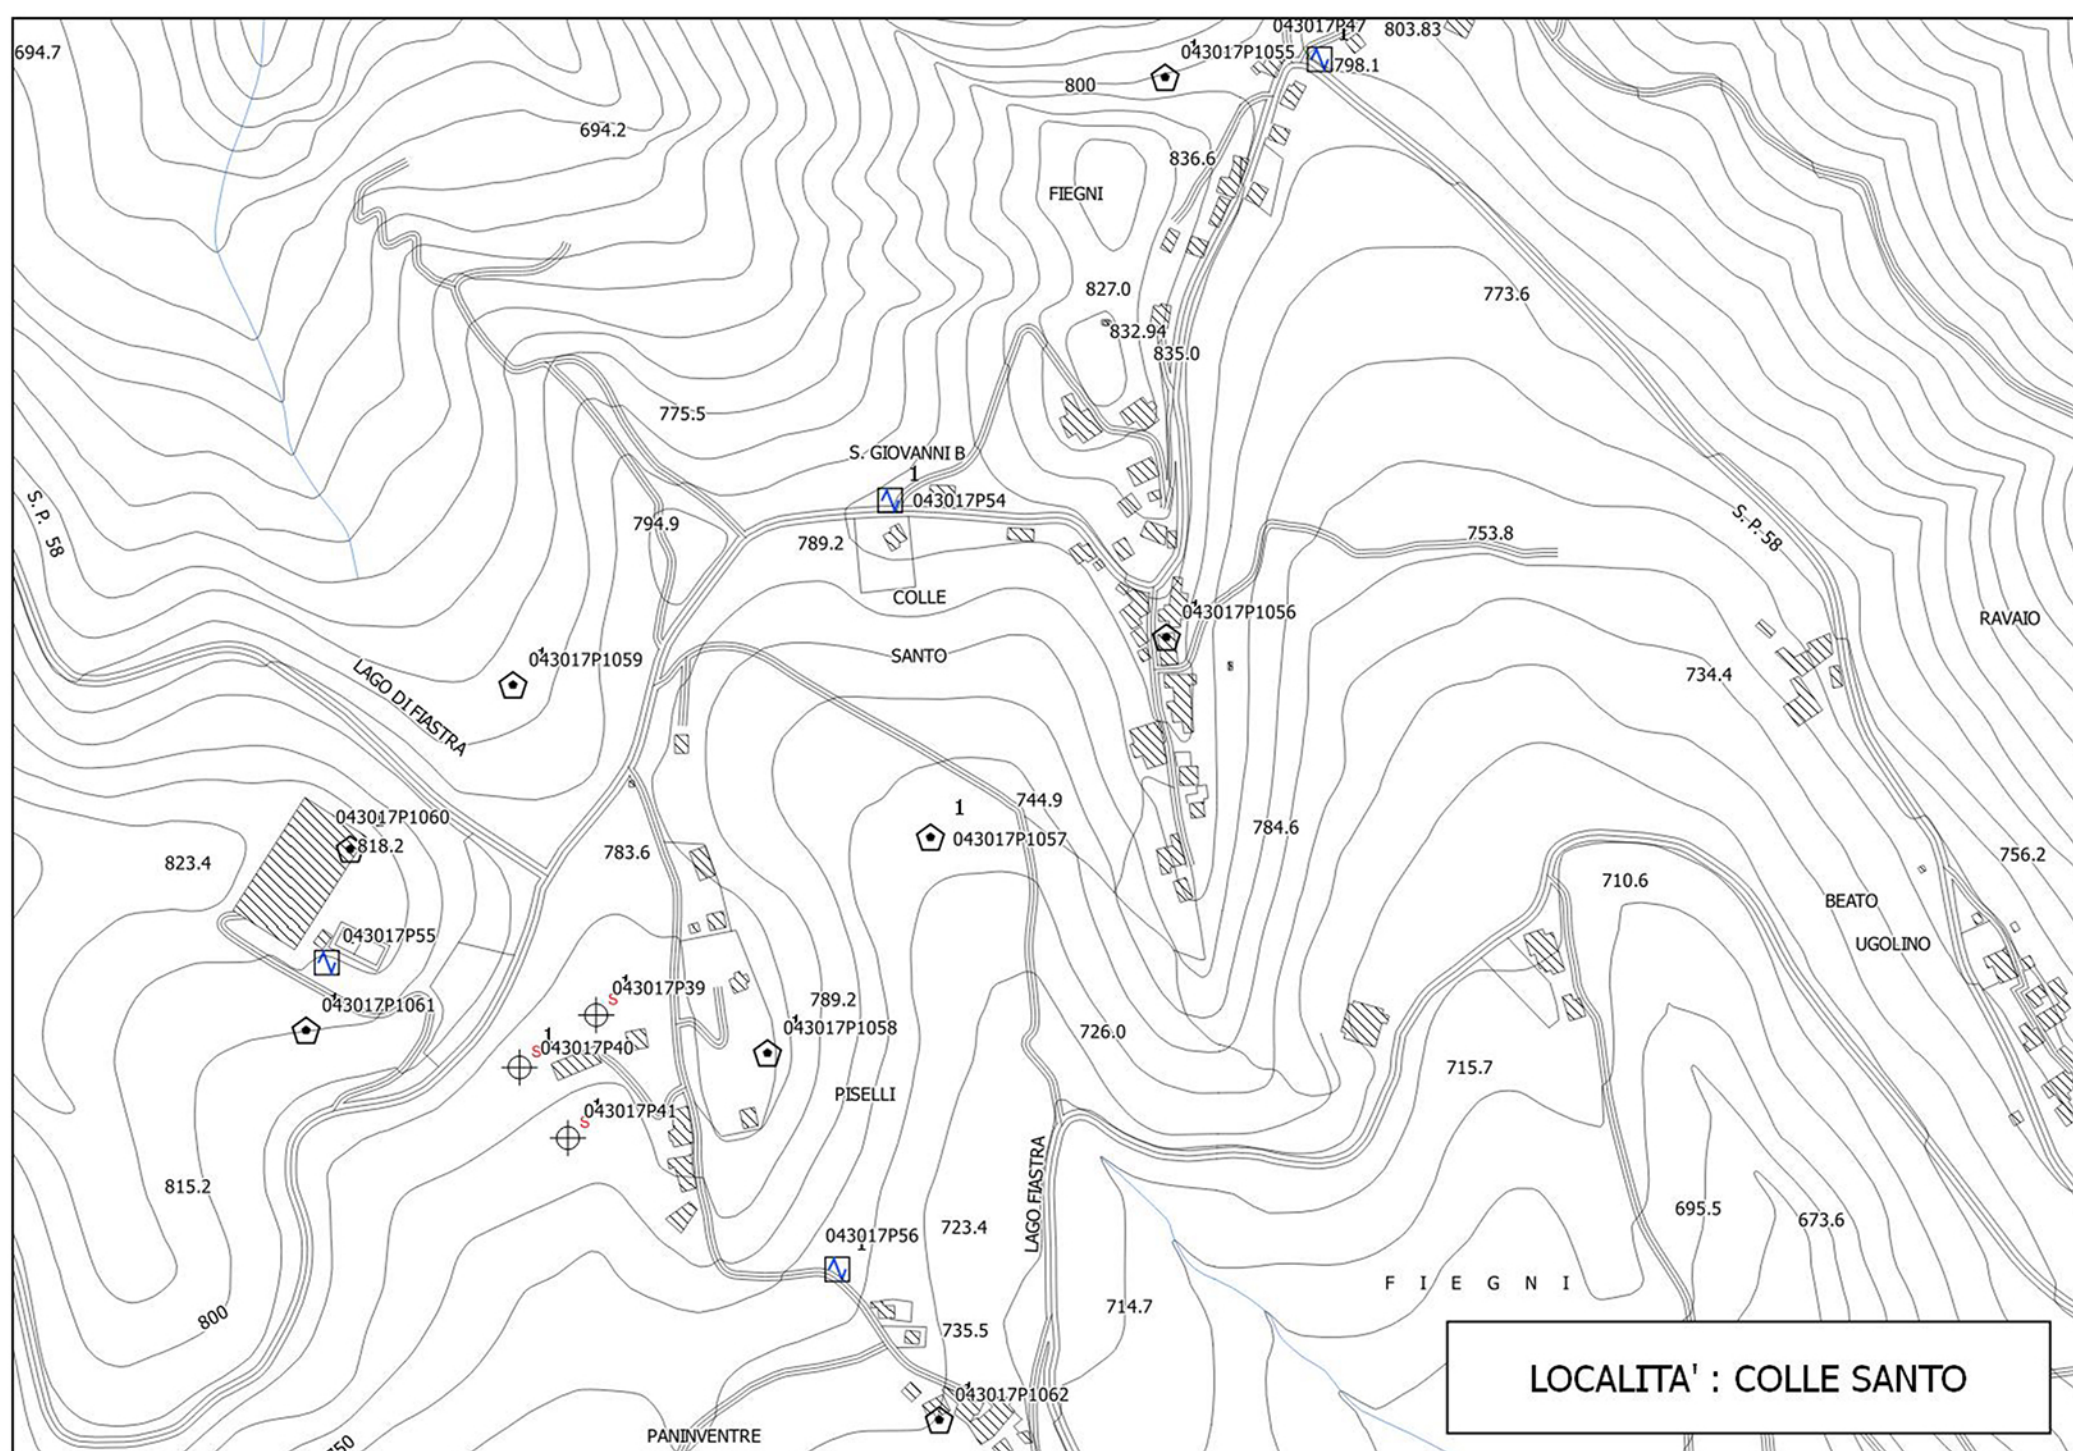 043017P47
1
803.83
694.7
043017P1055
798.1
800
694.2
836.6
FIEGNI
827.0
773.6
832.94
835.0
775.5
S. GIOVANNI B
1
043017P54
S. P. 58
794.9
789.2
753.8
S. P. 58
COLLE
043017P1056
RAVAIO
SANTO
043017P1059
734.4
LAGO DI FIASTRA
744.9
1
043017P1060
818.2
043017P1057
784.6
783.6
823.4
756.2
710.6
BEATO
043017P55
UGOLINO
043017P39
S
789.2
043017P1061
043017P1058
726.0
1
043017P40
S
715.7
PISELLI
043017P41
S
LAGO FIASTRA
815.2
695.5
673.6
723.4
043017P56
1
F I E G N I
714.7
800
735.5
LOCALITA' : COLLE SANTO
043017P1062
PANINVENTRE